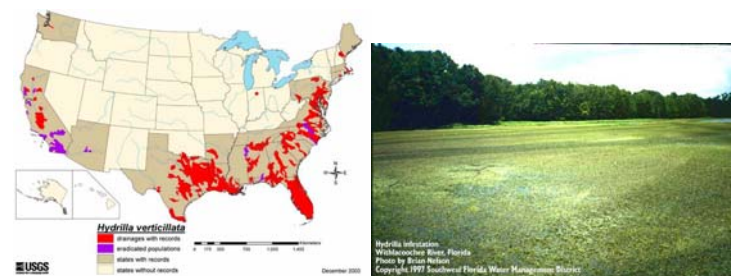 Hydrilla verticillata
drainages with records
eradicated populations
states with records
states without records
USGS
December 2003
Hydrilla infestation
Withlacoochee River, Florida
Photo by Brian Nelson
Copyright 1997 Southwest Florida Water Management District